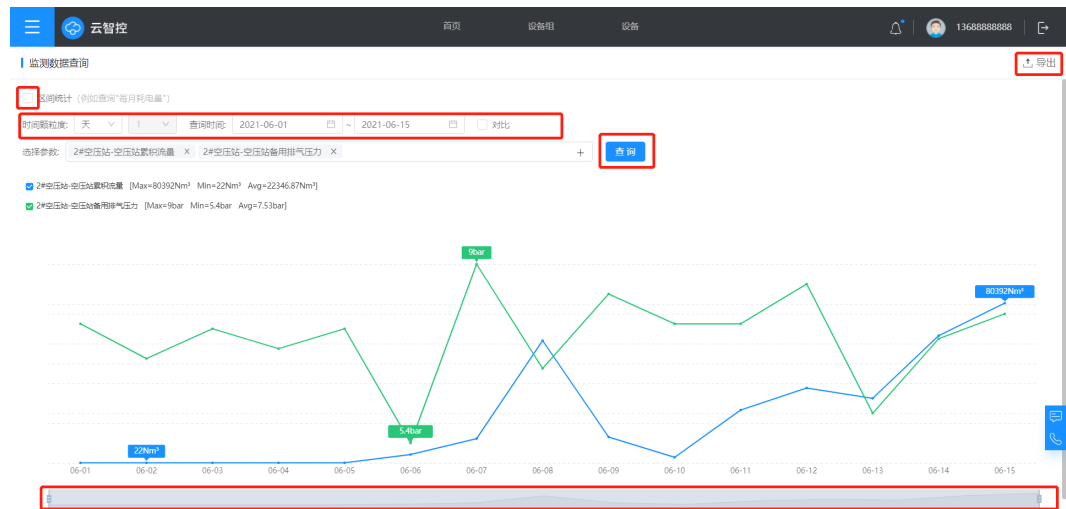 云智控 首页 设备组 设备 13688888888
监测数据查询 导出
区间统计 (例如查询"每月耗电量")
时间颗粒度: 天 1 查询时间: 2021-06-01 ~ 2021-06-15 对比
选择参数: 2#空压站-空压站累积流量 × 2#空压站-空压站备用排气压力 × + 查询
2#空压站-空压站累积流量 [Max=80392Nm³ Min=22Nm³ Avg=22346.87Nm³]
2#空压站-空压站备用排气压力 [Max=9bar Min=5.4bar Avg=7.53bar]
9bar
80392Nm³
5.4bar
22Nm³
06-01 06-02 06-03 06-04 06-05 06-06 06-07 06-08 06-09 06-10 06-11 06-12 06-13 06-14 06-15